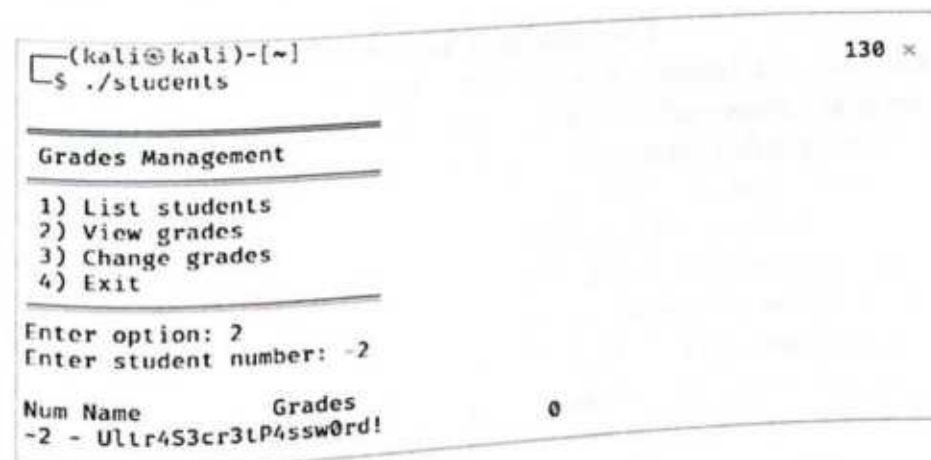 ┌──(kali㉿kali)-[~] 130 ×
└─$ ./students
Grades Management
1) List students
2) View grades
3) Change grades
4) Exit
Enter option: 2
Enter student number: -2
Num Name Grades
-2 - Ultr4S3cr3tP4ssw0rd! 0